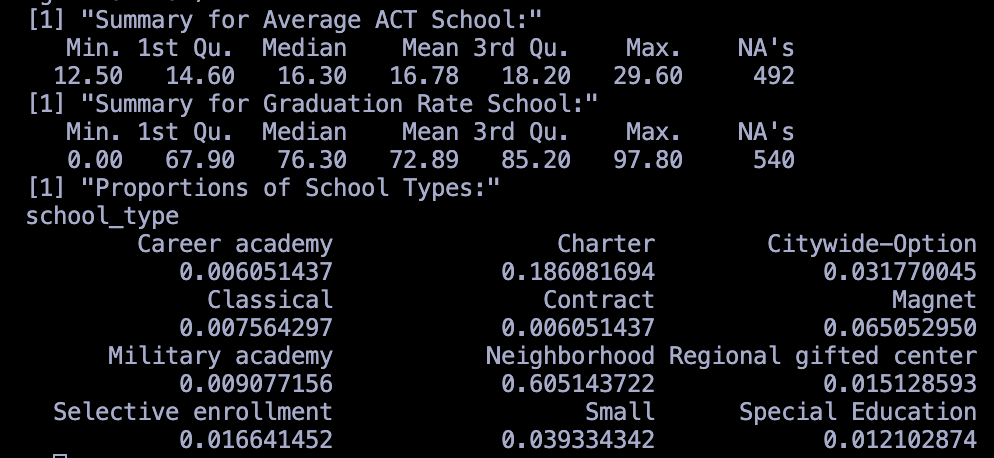 [1] "Summary for Average ACT School:"
Min. 1st Qu. Median Mean 3rd Qu. Max. NA's
12.50 14.60 16.30 16.78 18.20 29.60 492
[1] "Summary for Graduation Rate School:"
Min. 1st Qu. Median Mean 3rd Qu. Max. NA's
0.00 67.90 76.30 72.89 85.20 97.80 540
[1] "Proportions of School Types:"
school_type
Career academy Charter Citywide-Option
0.006051437 0.186081694 0.031770045
Classical Contract Magnet
0.007564297 0.006051437 0.065052950
Military academy Neighborhood Regional gifted center
0.009077156 0.605143722 0.015128593
Selective enrollment Small Special Education
0.016641452 0.039334342 0.012102874